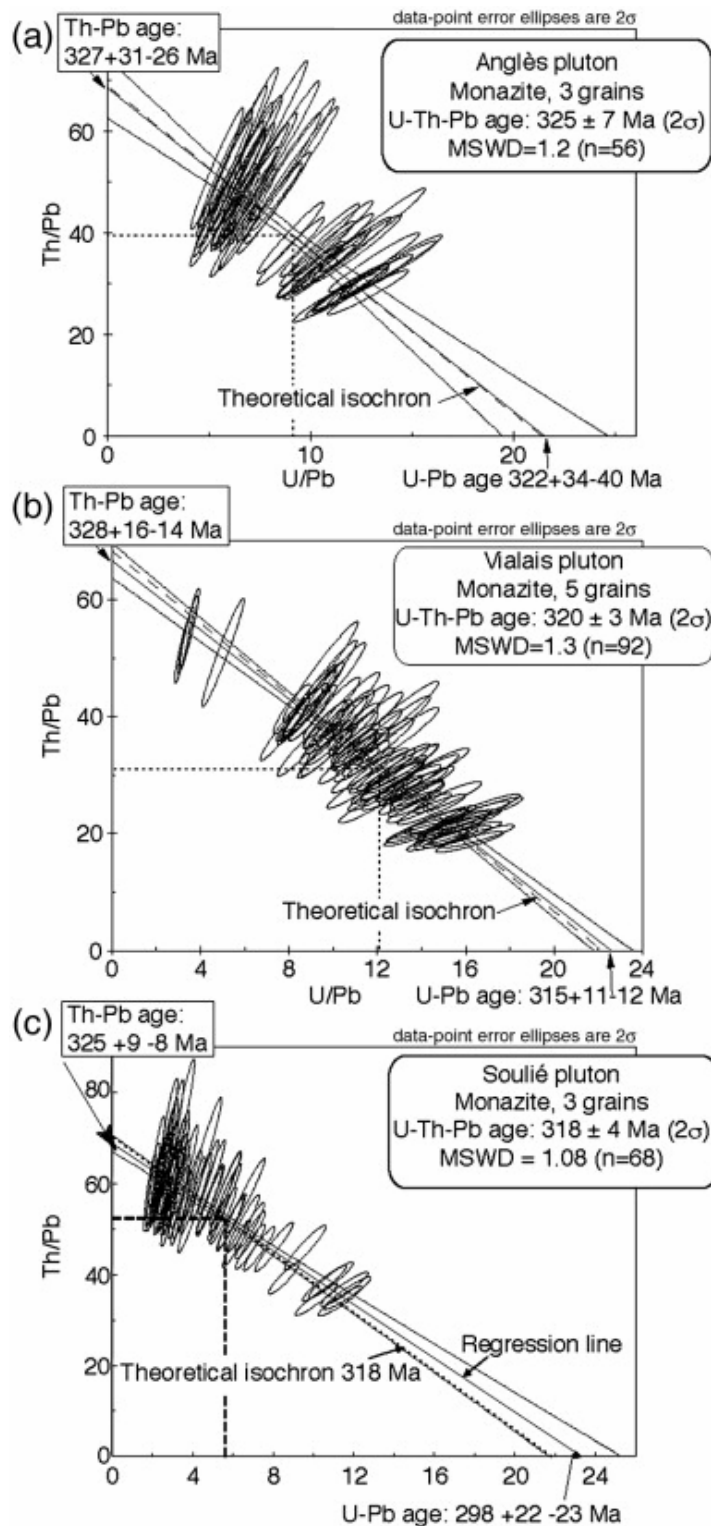 (a)
data-point error ellipses are 2σ
Th-Pb age:
327+31-26 Ma
Anglès pluton
Monazite, 3 grains
U-Th-Pb age: 325 ± 7 Ma (2σ)
MSWD=1.2 (n=56)
60
40
20
0
Th/Pb
Theoretical isochron
0
10
20
U/Pb
U-Pb age 322+34-40 Ma
(b)
data-point error ellipses are 2σ
Th-Pb age:
328+16-14 Ma
Vialais pluton
Monazite, 5 grains
U-Th-Pb age: 320 ± 3 Ma (2σ)
MSWD=1.3 (n=92)
60
40
20
0
Th/Pb
Theoretical isochron
0
4
8
12
16
20
24
U/Pb
U-Pb age: 315+11-12 Ma
(c)
data-point error ellipses are 2σ
Th-Pb age:
325 +9 -8 Ma
Soulié pluton
Monazite, 3 grains
U-Th-Pb age: 318 ± 4 Ma (2σ)
MSWD = 1.08 (n=68)
80
60
40
20
0
Th/Pb
Regression line
Theoretical isochron 318 Ma
0
4
8
12
16
20
24
U-Pb age: 298 +22 -23 Ma